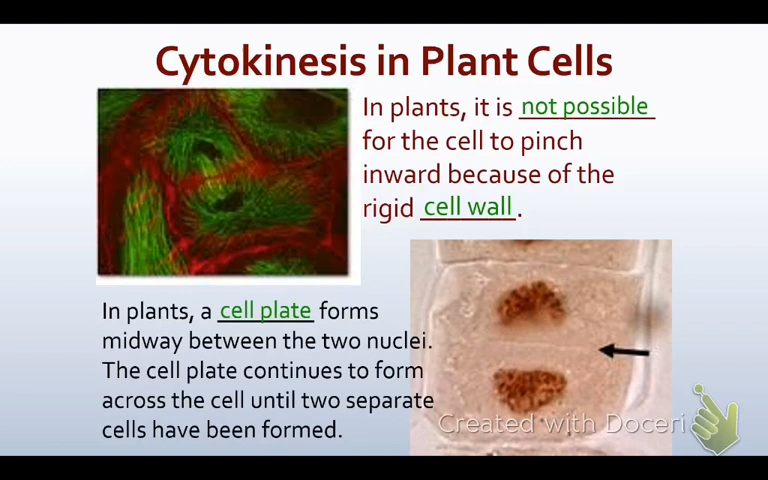 Cytokinesis in Plant Cells
In plants, it is not possible
for the cell to pinch
inward because of the
rigid cell wall.
In plants, a cell plate forms
midway between the two nuclei.
The cell plate continues to form
across the cell until two separate
cells have been formed.
Created with Doceri